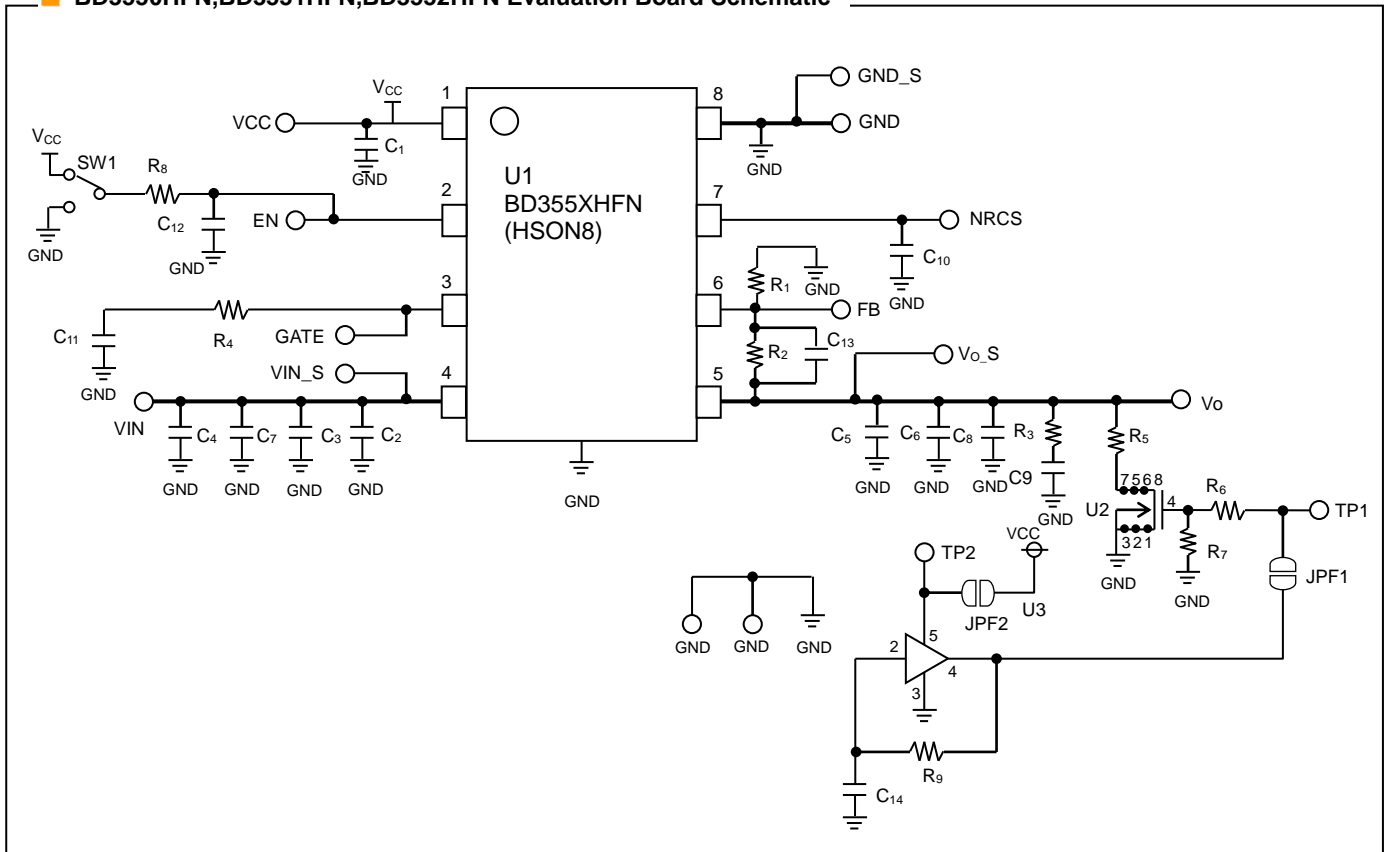 BD3550HFN,BD3551HFN,BD3552HFN Evaluation Board Schematic
VCC
VCC
1
8
GND_S
GND
C1
GND
GND
VCC
SW1
R8
U1
BD355XHFN
(HSON8)
2
7
EN
C12
GND
GND
NRCS
C10
GND
3
6
R1
GND
FB
C11
R4
GATE
GND
R2
C13
VIN_S
4
5
VO_S
VIN
Vo
C4
C7
C3
C2
GND
GND
GND
GND
GND
C5
C6
C8
R3
R5
GND
GND
GND
C9
GND
7568
U2
4
321
GND
R6
R7
GND
TP1
JPF1
TP2
VCC
JPF2
U3
GND
GND
GND
2
5
4
3
R9
C14